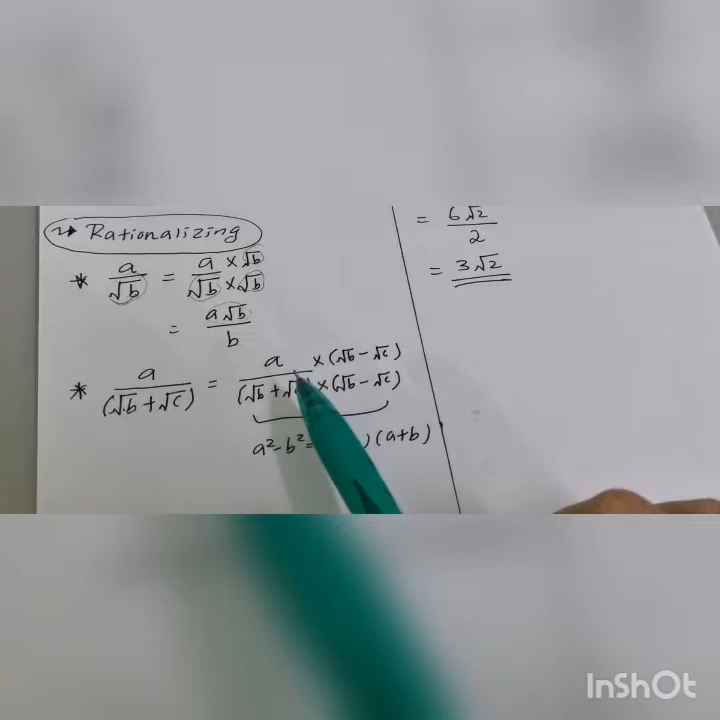 2→ Rationalizing
* a/√b = a × √b / √b × √b
= a√b / b
* a / (√b + √c) = a × (√b − √c) / (√b + √ × (√b − √c)
a² − b² = ) (a+b)
= 6√2 / 2
= 3√2
InShOt